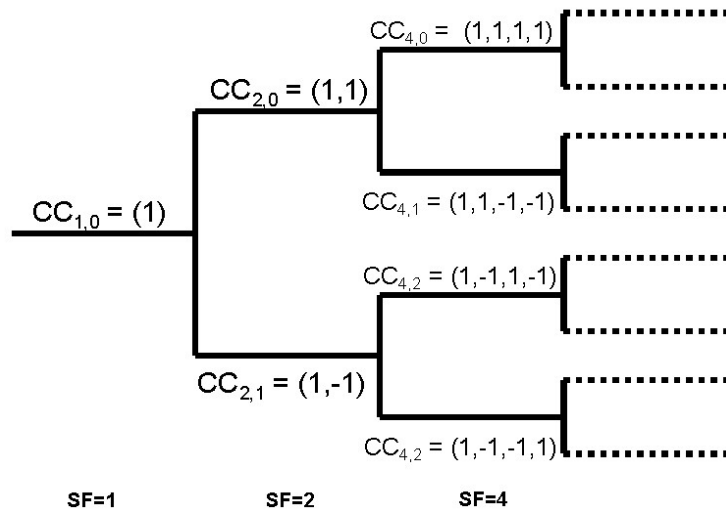 CC4,0 = (1,1,1,1)
CC2,0 = (1,1)
CC4,1 = (1,1,-1,-1)
CC1,0 = (1)
CC4,2 = (1,-1,1,-1)
CC2,1 = (1,-1)
CC4,2 = (1,-1,-1,1)
SF=1 SF=2 SF=4